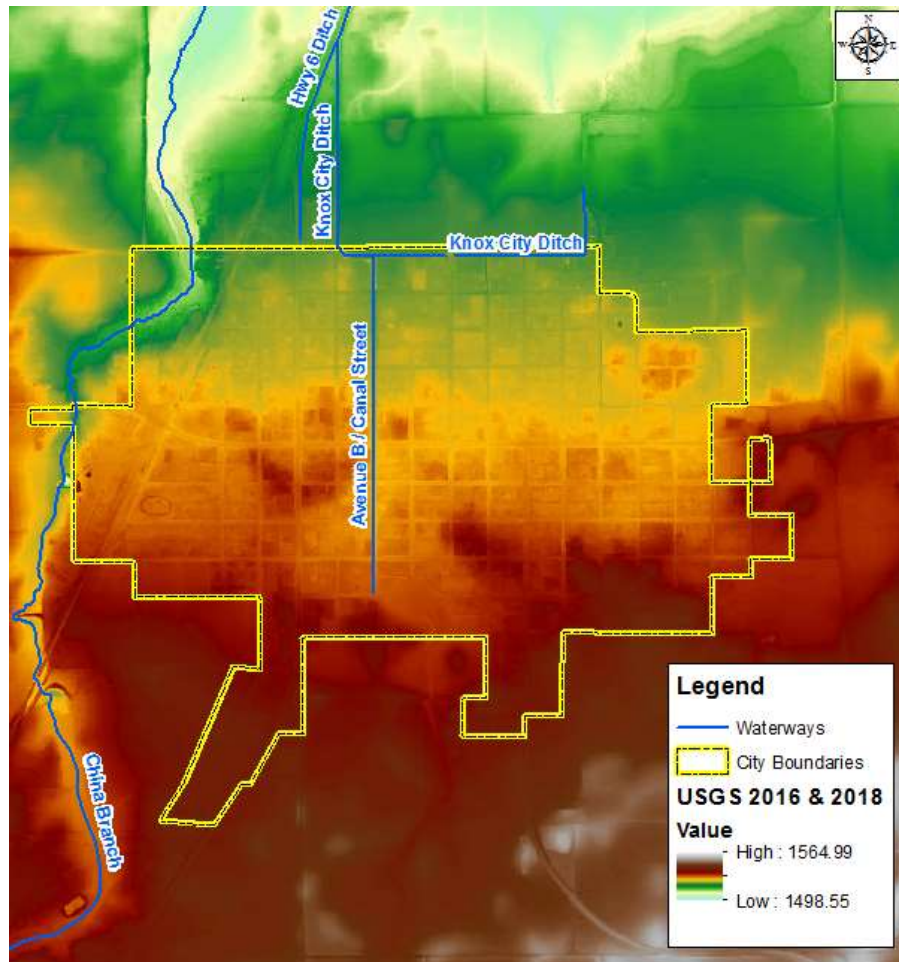 N
W E
S
Hwy 6 Ditch
Knox City Ditch
Knox City Ditch
Avenue B / Canal Street
China Branch
Legend
Waterways
City Boundaries
USGS 2016 & 2018
Value
High : 1564.99
Low : 1498.55